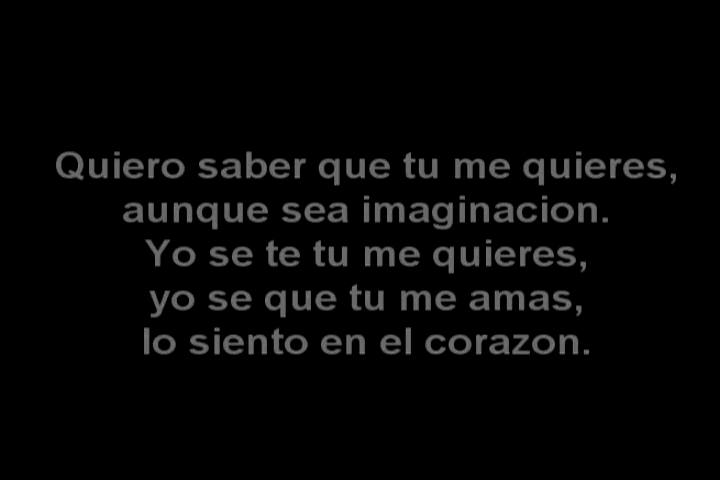 Quiero saber que tu me quieres,
aunque sea imaginacion.
Yo se te tu me quieres,
yo se que tu me amas,
lo siento en el corazon.